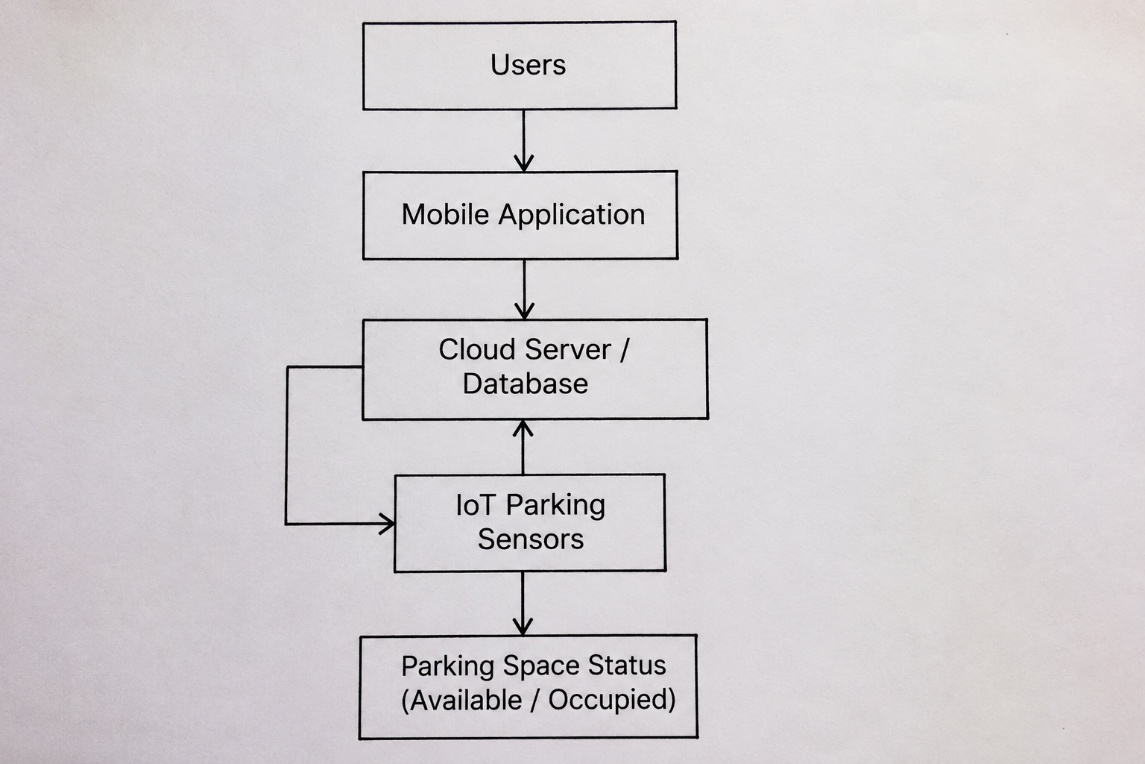 Users
Mobile Application
Cloud Server /
Database
IoT Parking
Sensors
Parking Space Status
(Available / Occupied)